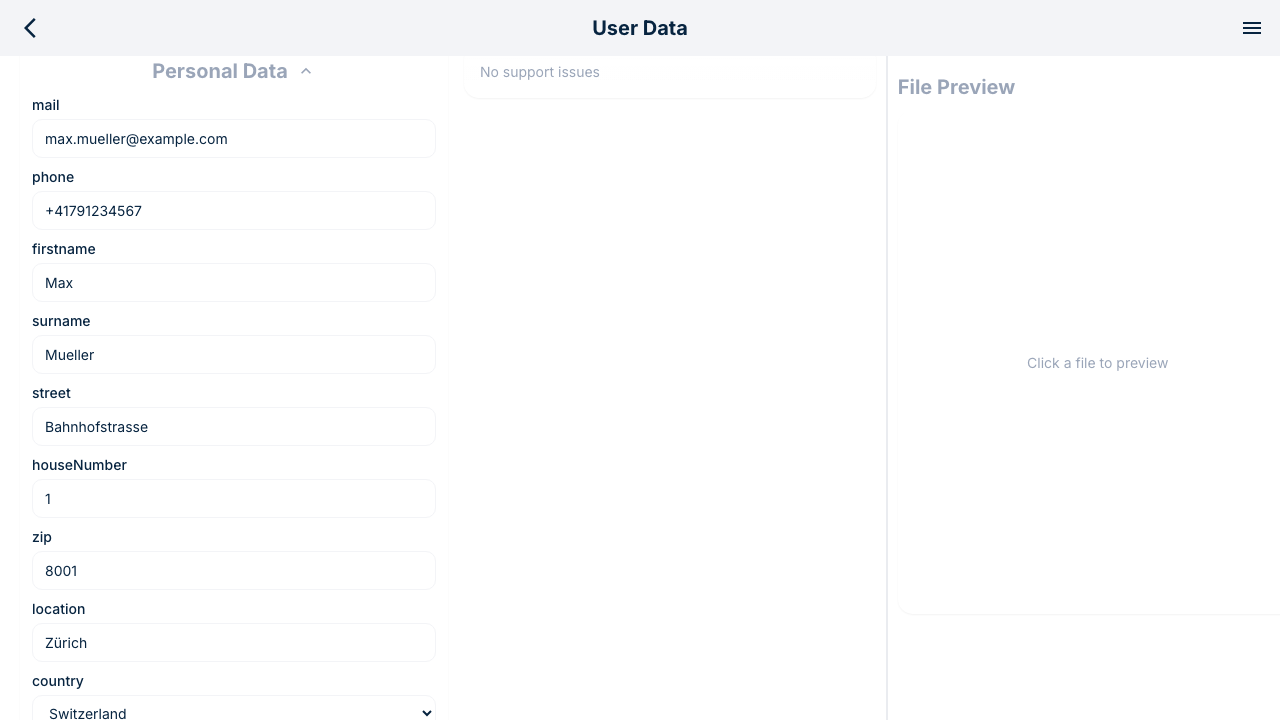 User Data
Personal Data
mail
max.mueller@example.com
phone
+41791234567
firstname
Max
surname
Mueller
street
Bahnhofstrasse
houseNumber
1
zip
8001
location
Zürich
country
Switzerland
No support issues
File Preview
Click a file to preview